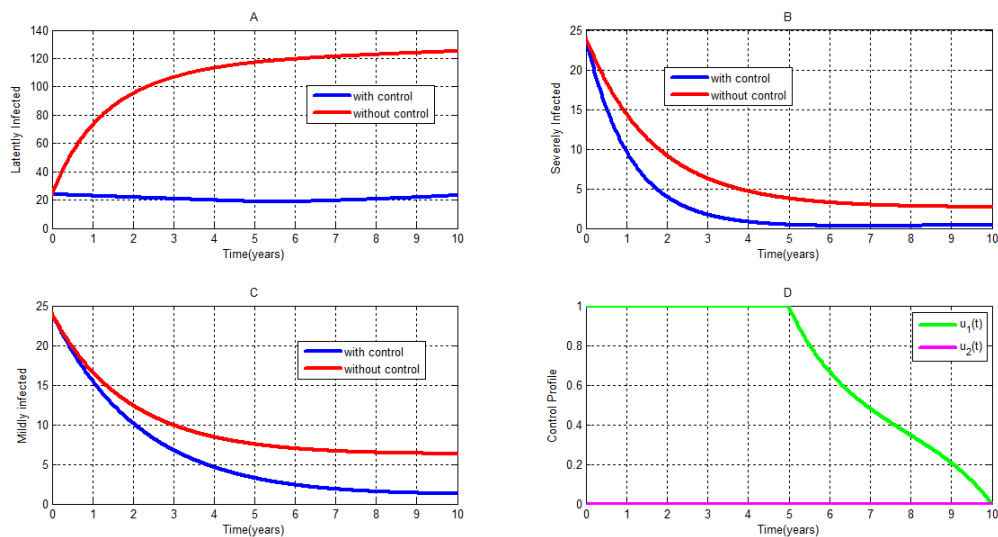 A
140
120
100
80
60
40
20
0
Latently Infected
with control
without control
0 1 2 3 4 5 6 7 8 9 10
Time(years)
B
25
20
15
10
5
0
Severely Infected
with control
without control
0 1 2 3 4 5 6 7 8 9 10
Time(years)
C
25
20
15
10
5
0
Mildly infected
with control
without control
0 1 2 3 4 5 6 7 8 9 10
Time(years)
D
1
0.8
0.6
0.4
0.2
0
Control Profile
u1(t)
u2(t)
0 1 2 3 4 5 6 7 8 9 10
Time(years)